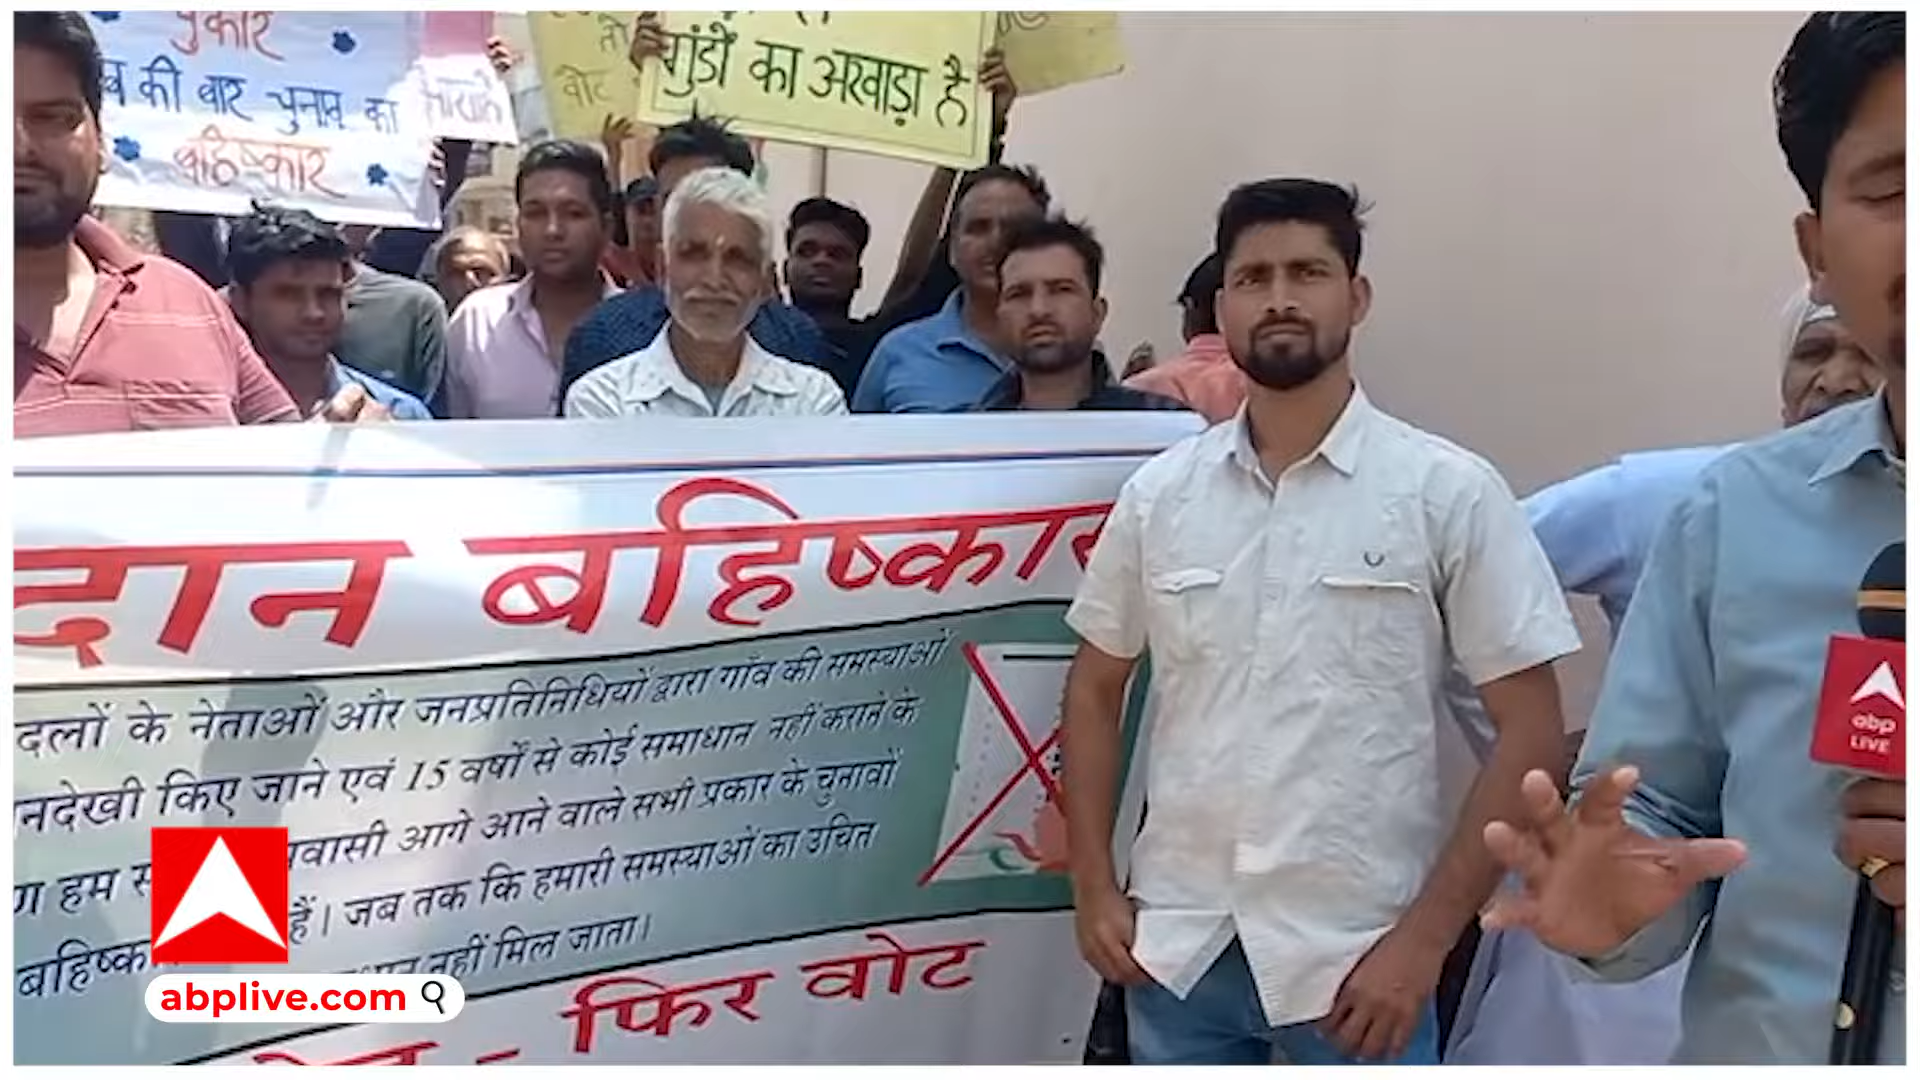 पुकार
की बार चुनाव का
बहिष्कार
तो
वोट
गुंडों का अखाड़ा है
दान बहिष्कार
दलों के नेताओं और जनप्रतिनिधियों द्वारा गाँव की समस्याओं
नदेखी किए जाने एवं 15 वर्षों से कोई समाधान नहीं कराने के
ण हम स वासी आगे आने वाले सभी प्रकार के चुनावों
बहिष्का हैं। जब तक कि हमारी समस्याओं का उचित
धान नहीं मिल जाता।
- फिर वोट
abp
LIVE
abplive.com